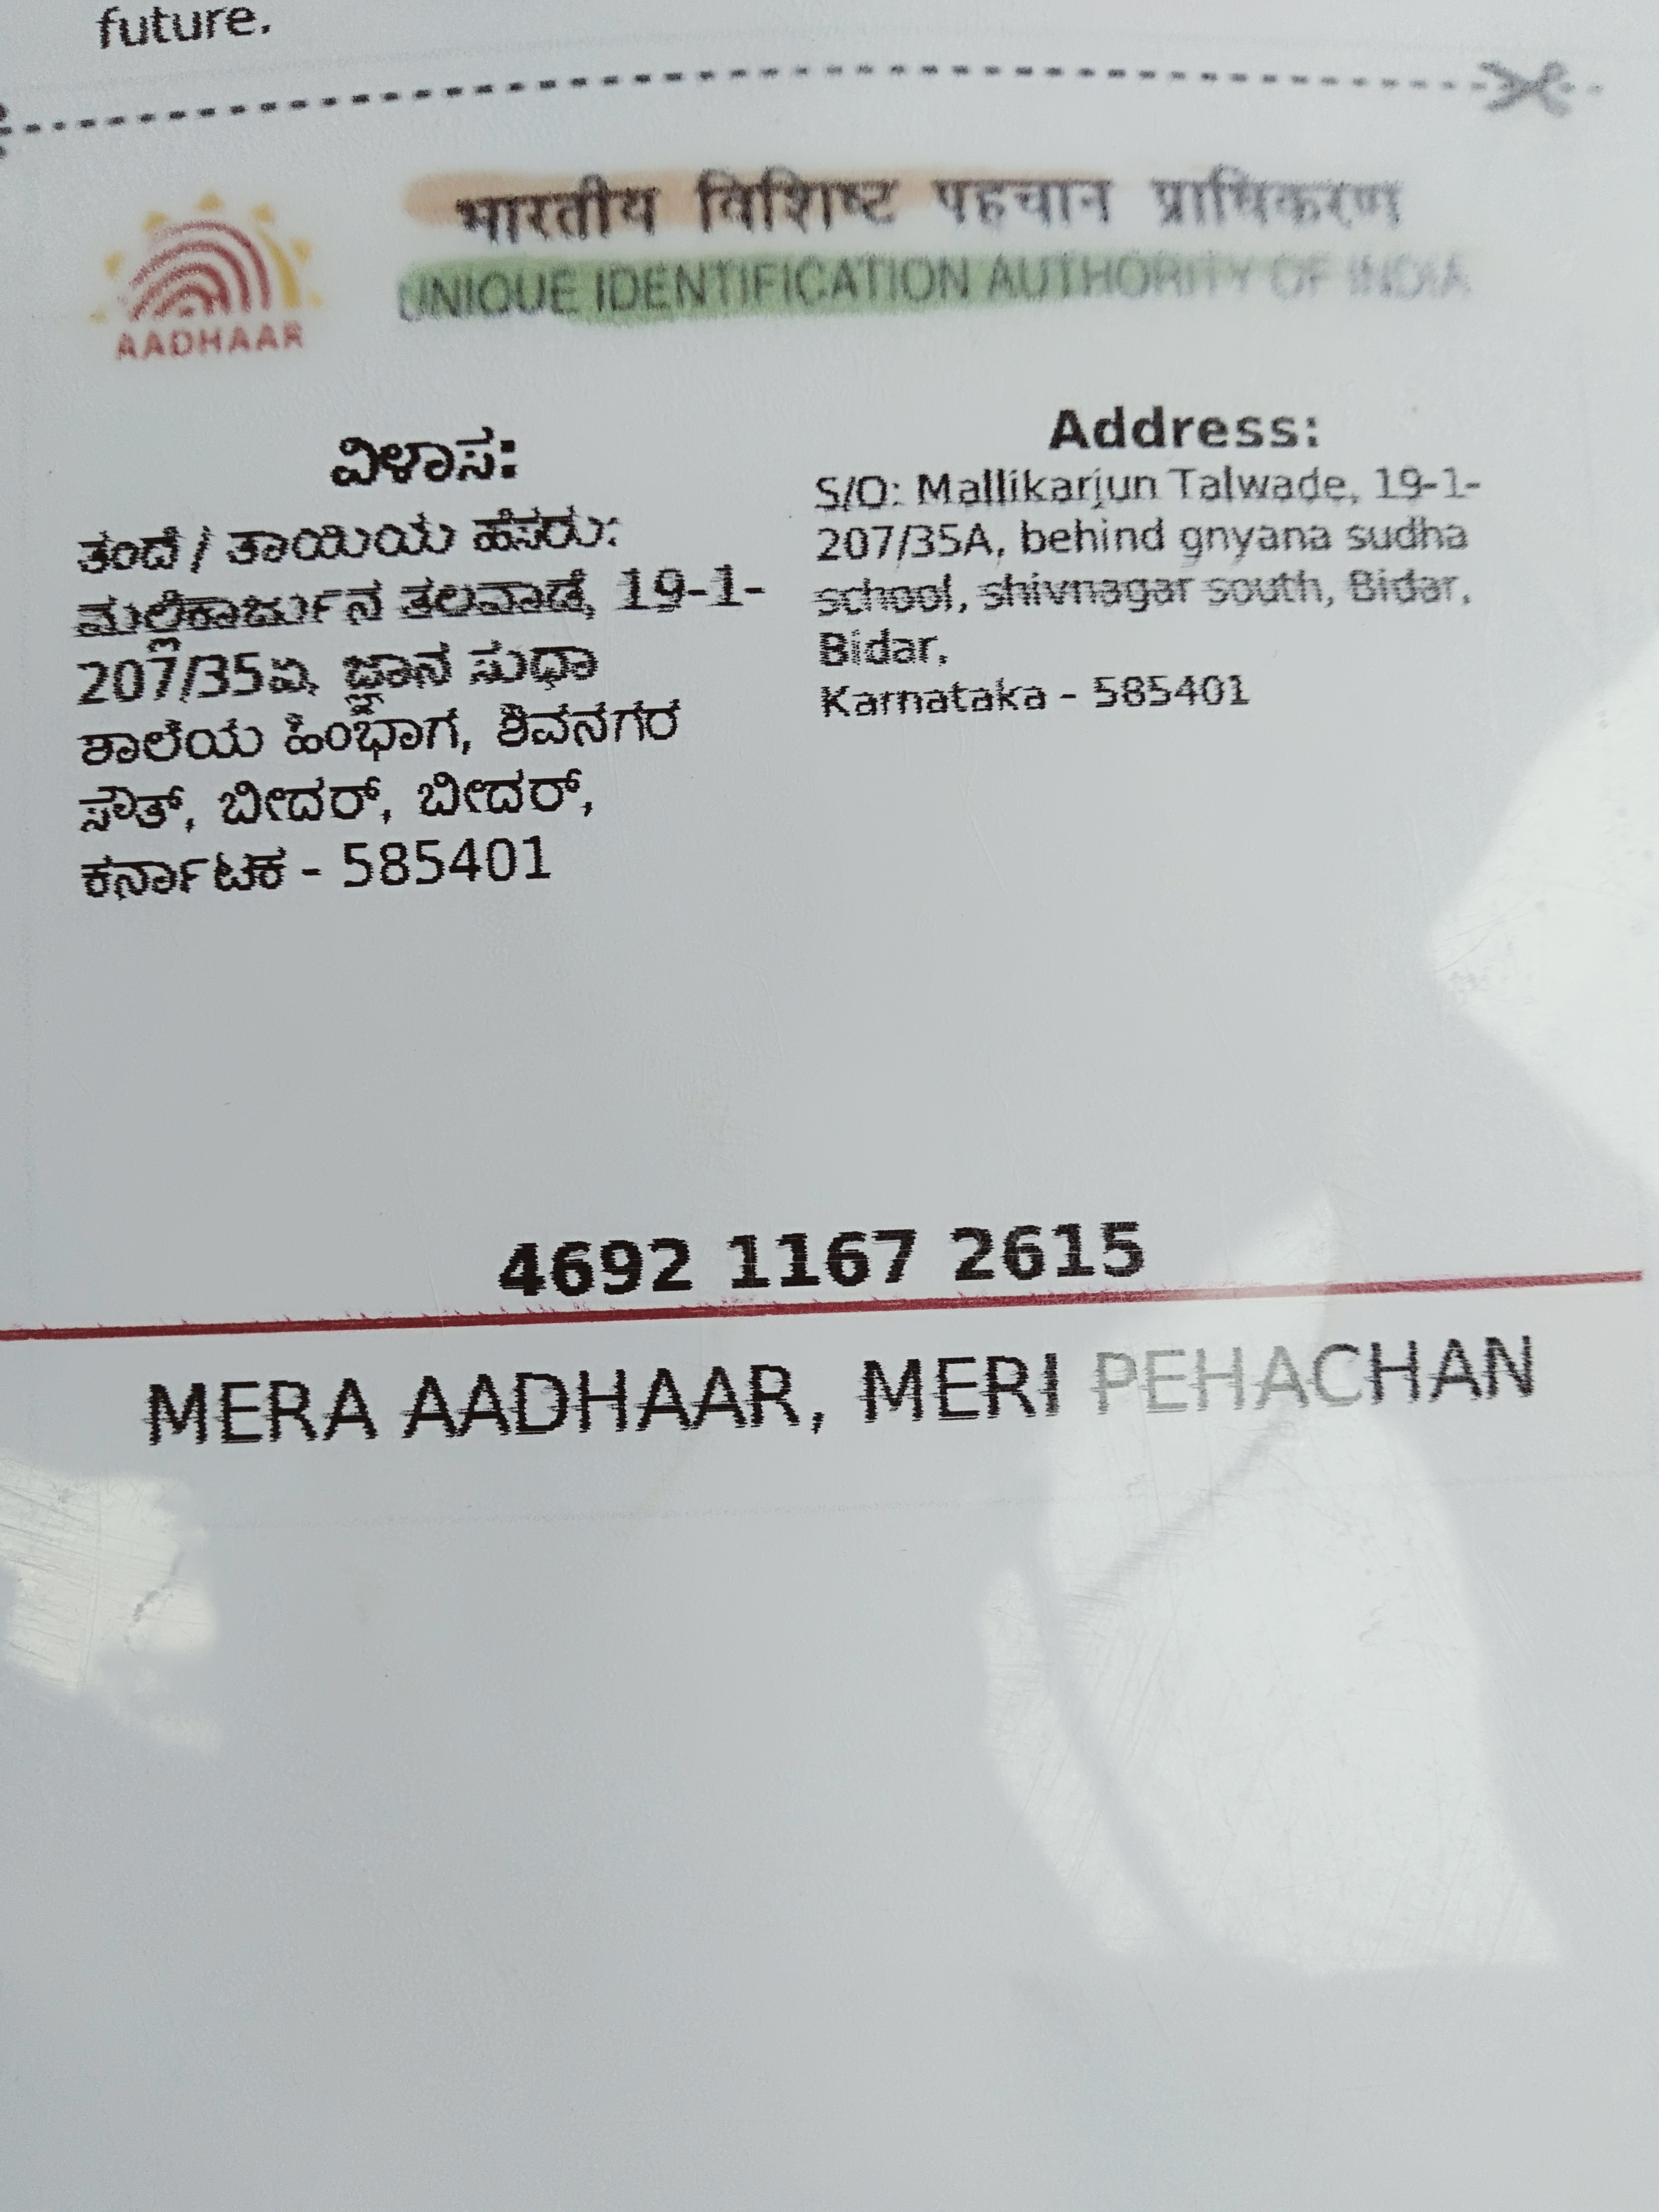 future.
भारतीय विशिष्ट पहचान प्राधिकरण
UNIQUE IDENTIFICATION AUTHORITY OF INDIA
AADHAAR
ವಿಳಾಸ:
ತಂದೆ / ತಾಯಿಯ ಹೆಸರು:
ಮಲ್ಲಿಕಾರ್ಜುನ ತಲವಾಡೆ, 19-1-
207/35ಏ, ಜ್ಞಾನ ಸುಧಾ
ಶಾಲೆಯ ಹಿಂಭಾಗ, ಶಿವನಗರ
ಸೌತ್, ಬೀದರ್, ಬೀದರ್,
ಕರ್ನಾಟಕ - 585401
Address:
S/O: Mallikarjun Talwade, 19-1-
207/35A, behind gnyana sudha
school, shivnagar south, Bidar,
Bidar,
Karnataka - 585401
4692 1167 2615
MERA AADHAAR, MERI PEHACHAN